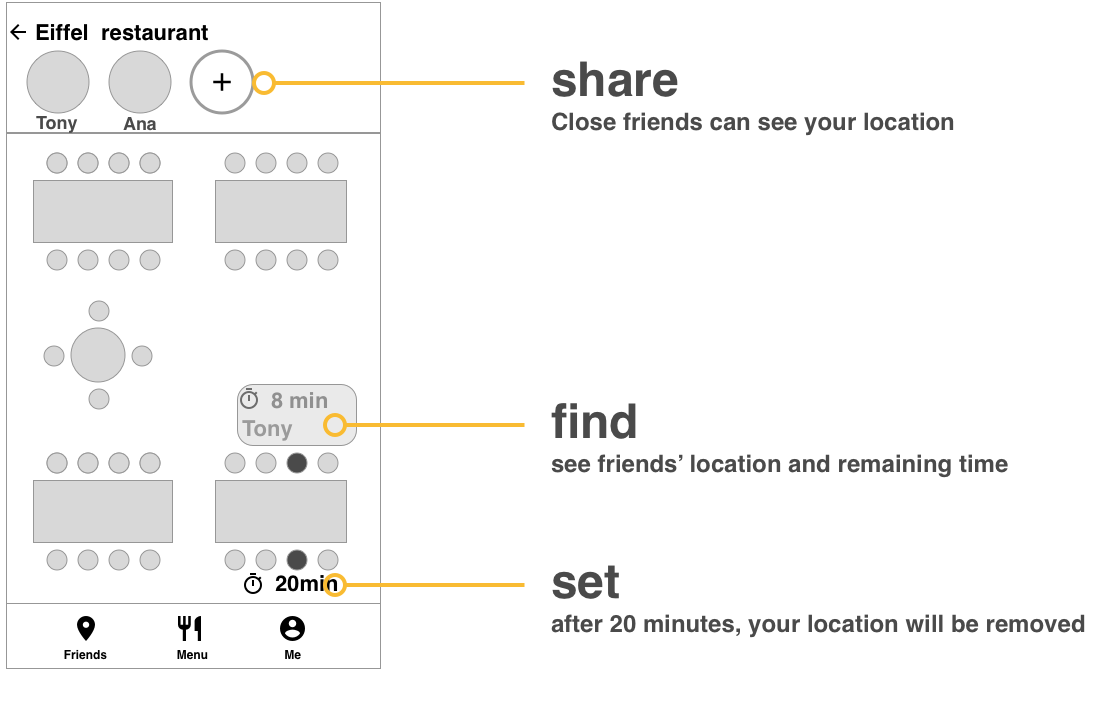 Eiffel restaurant
Tony
Ana
share
Close friends can see your location
8 min
Tony
find
see friends’ location and remaining time
20min
set
after 20 minutes, your location will be removed
Friends
Menu
Me